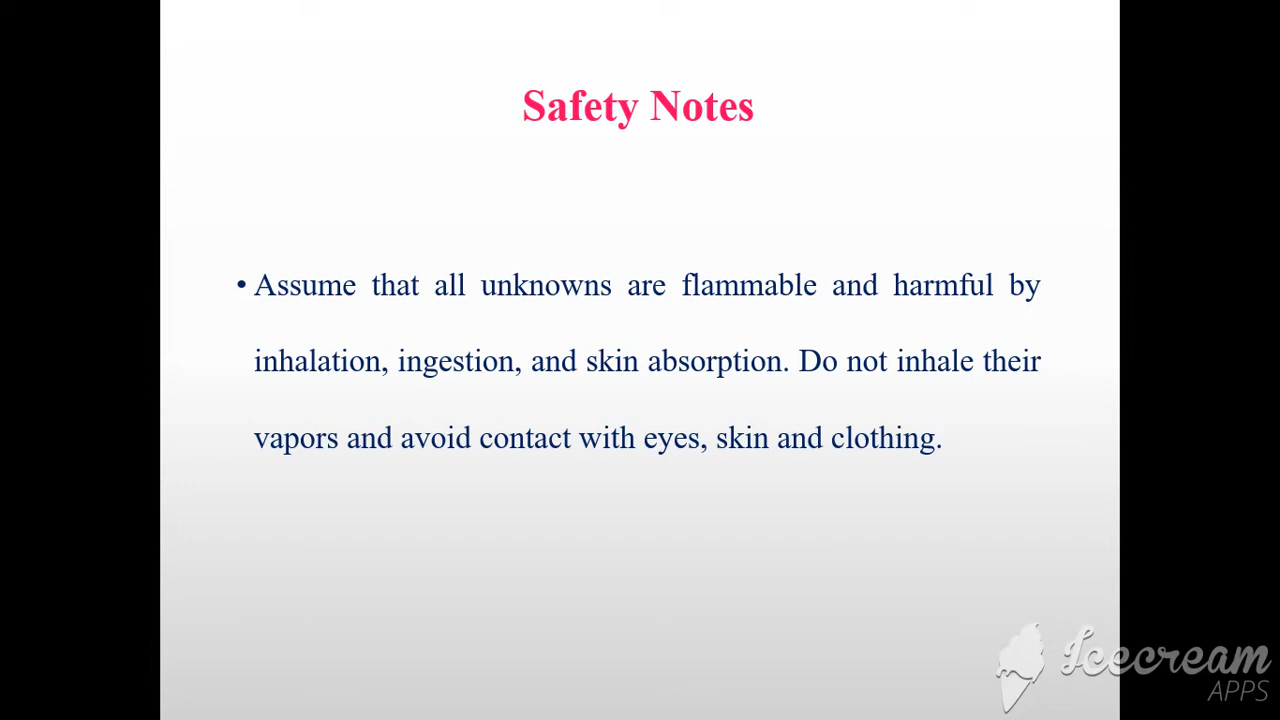 Safety Notes
• Assume that all unknowns are flammable and harmful by
inhalation, ingestion, and skin absorption. Do not inhale their
vapors and avoid contact with eyes, skin and clothing.
Icecream
APPS